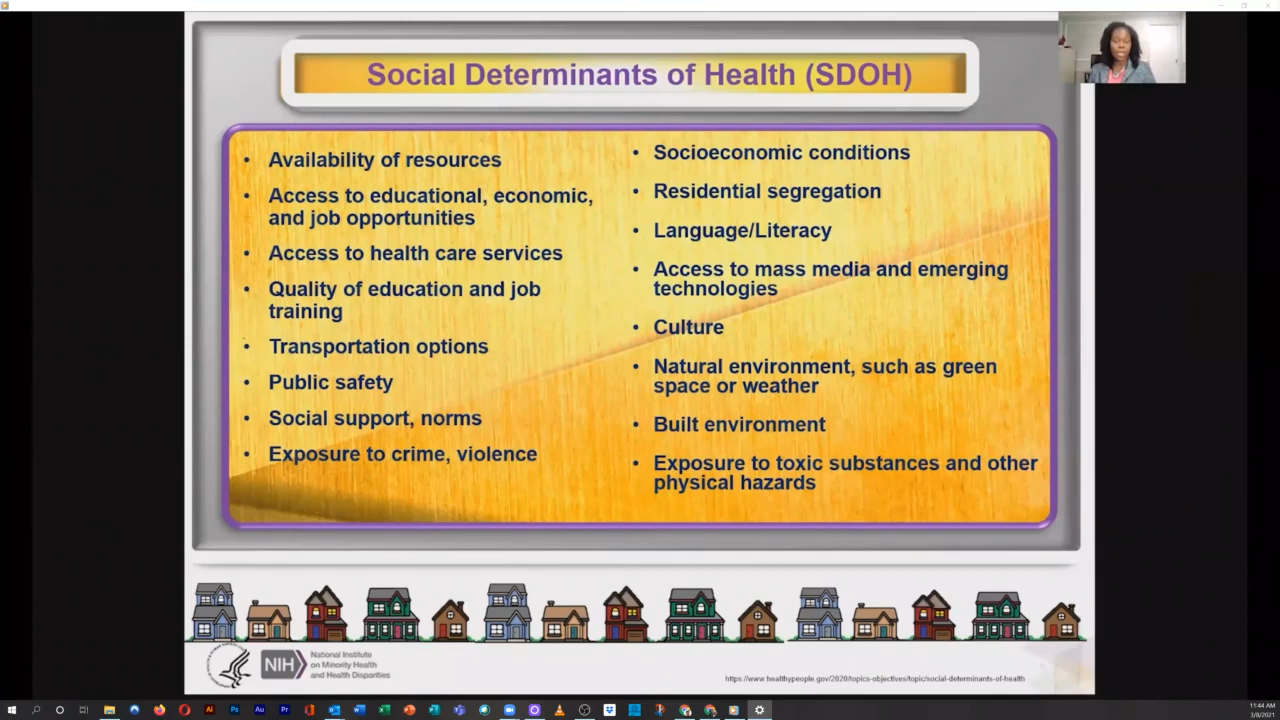 Social Determinants of Health (SDOH)
Availability of resources
Access to educational, economic,
and job opportunities
Access to health care services
Quality of education and job
training
Transportation options
Public safety
Social support, norms
Exposure to crime, violence
Socioeconomic conditions
Residential segregation
Language/Literacy
Access to mass media and emerging
technologies
Culture
Natural environment, such as green
space or weather
Built environment
Exposure to toxic substances and other
physical hazards
NIH
National Institute
on Minority Health
and Health Disparities
https://www.healthypeople.gov/2020/topics-objectives/topic/social-determinants-of-health
Ai Ps Au Pr
11:44 AM
3/8/2021